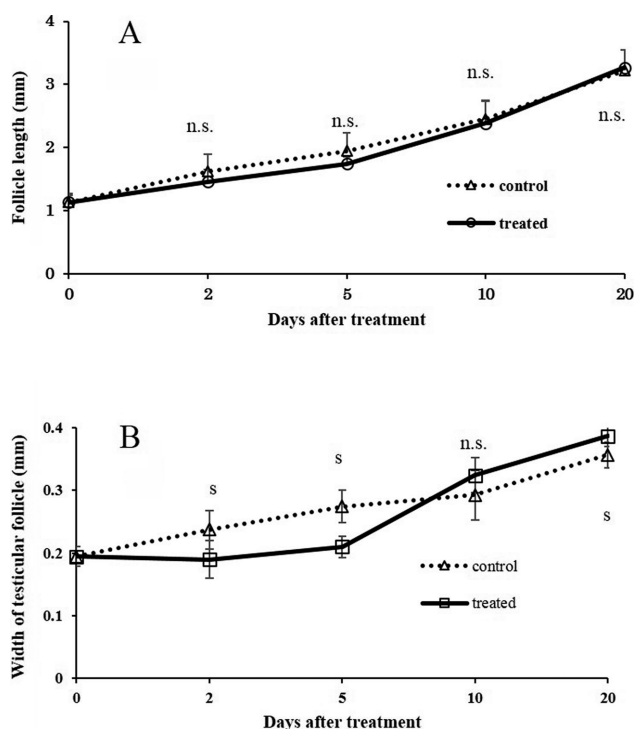 A
Follicle length (mm)
4
3
2
1
0
n.s.
n.s.
n.s.
n.s.
control
treated
0 2 5 10 20
Days after treatment
B
Width of testicular follicle (mm)
0.4
0.3
0.2
0.1
0
s
s
n.s.
s
control
treated
0 2 5 10 20
Days after treatment